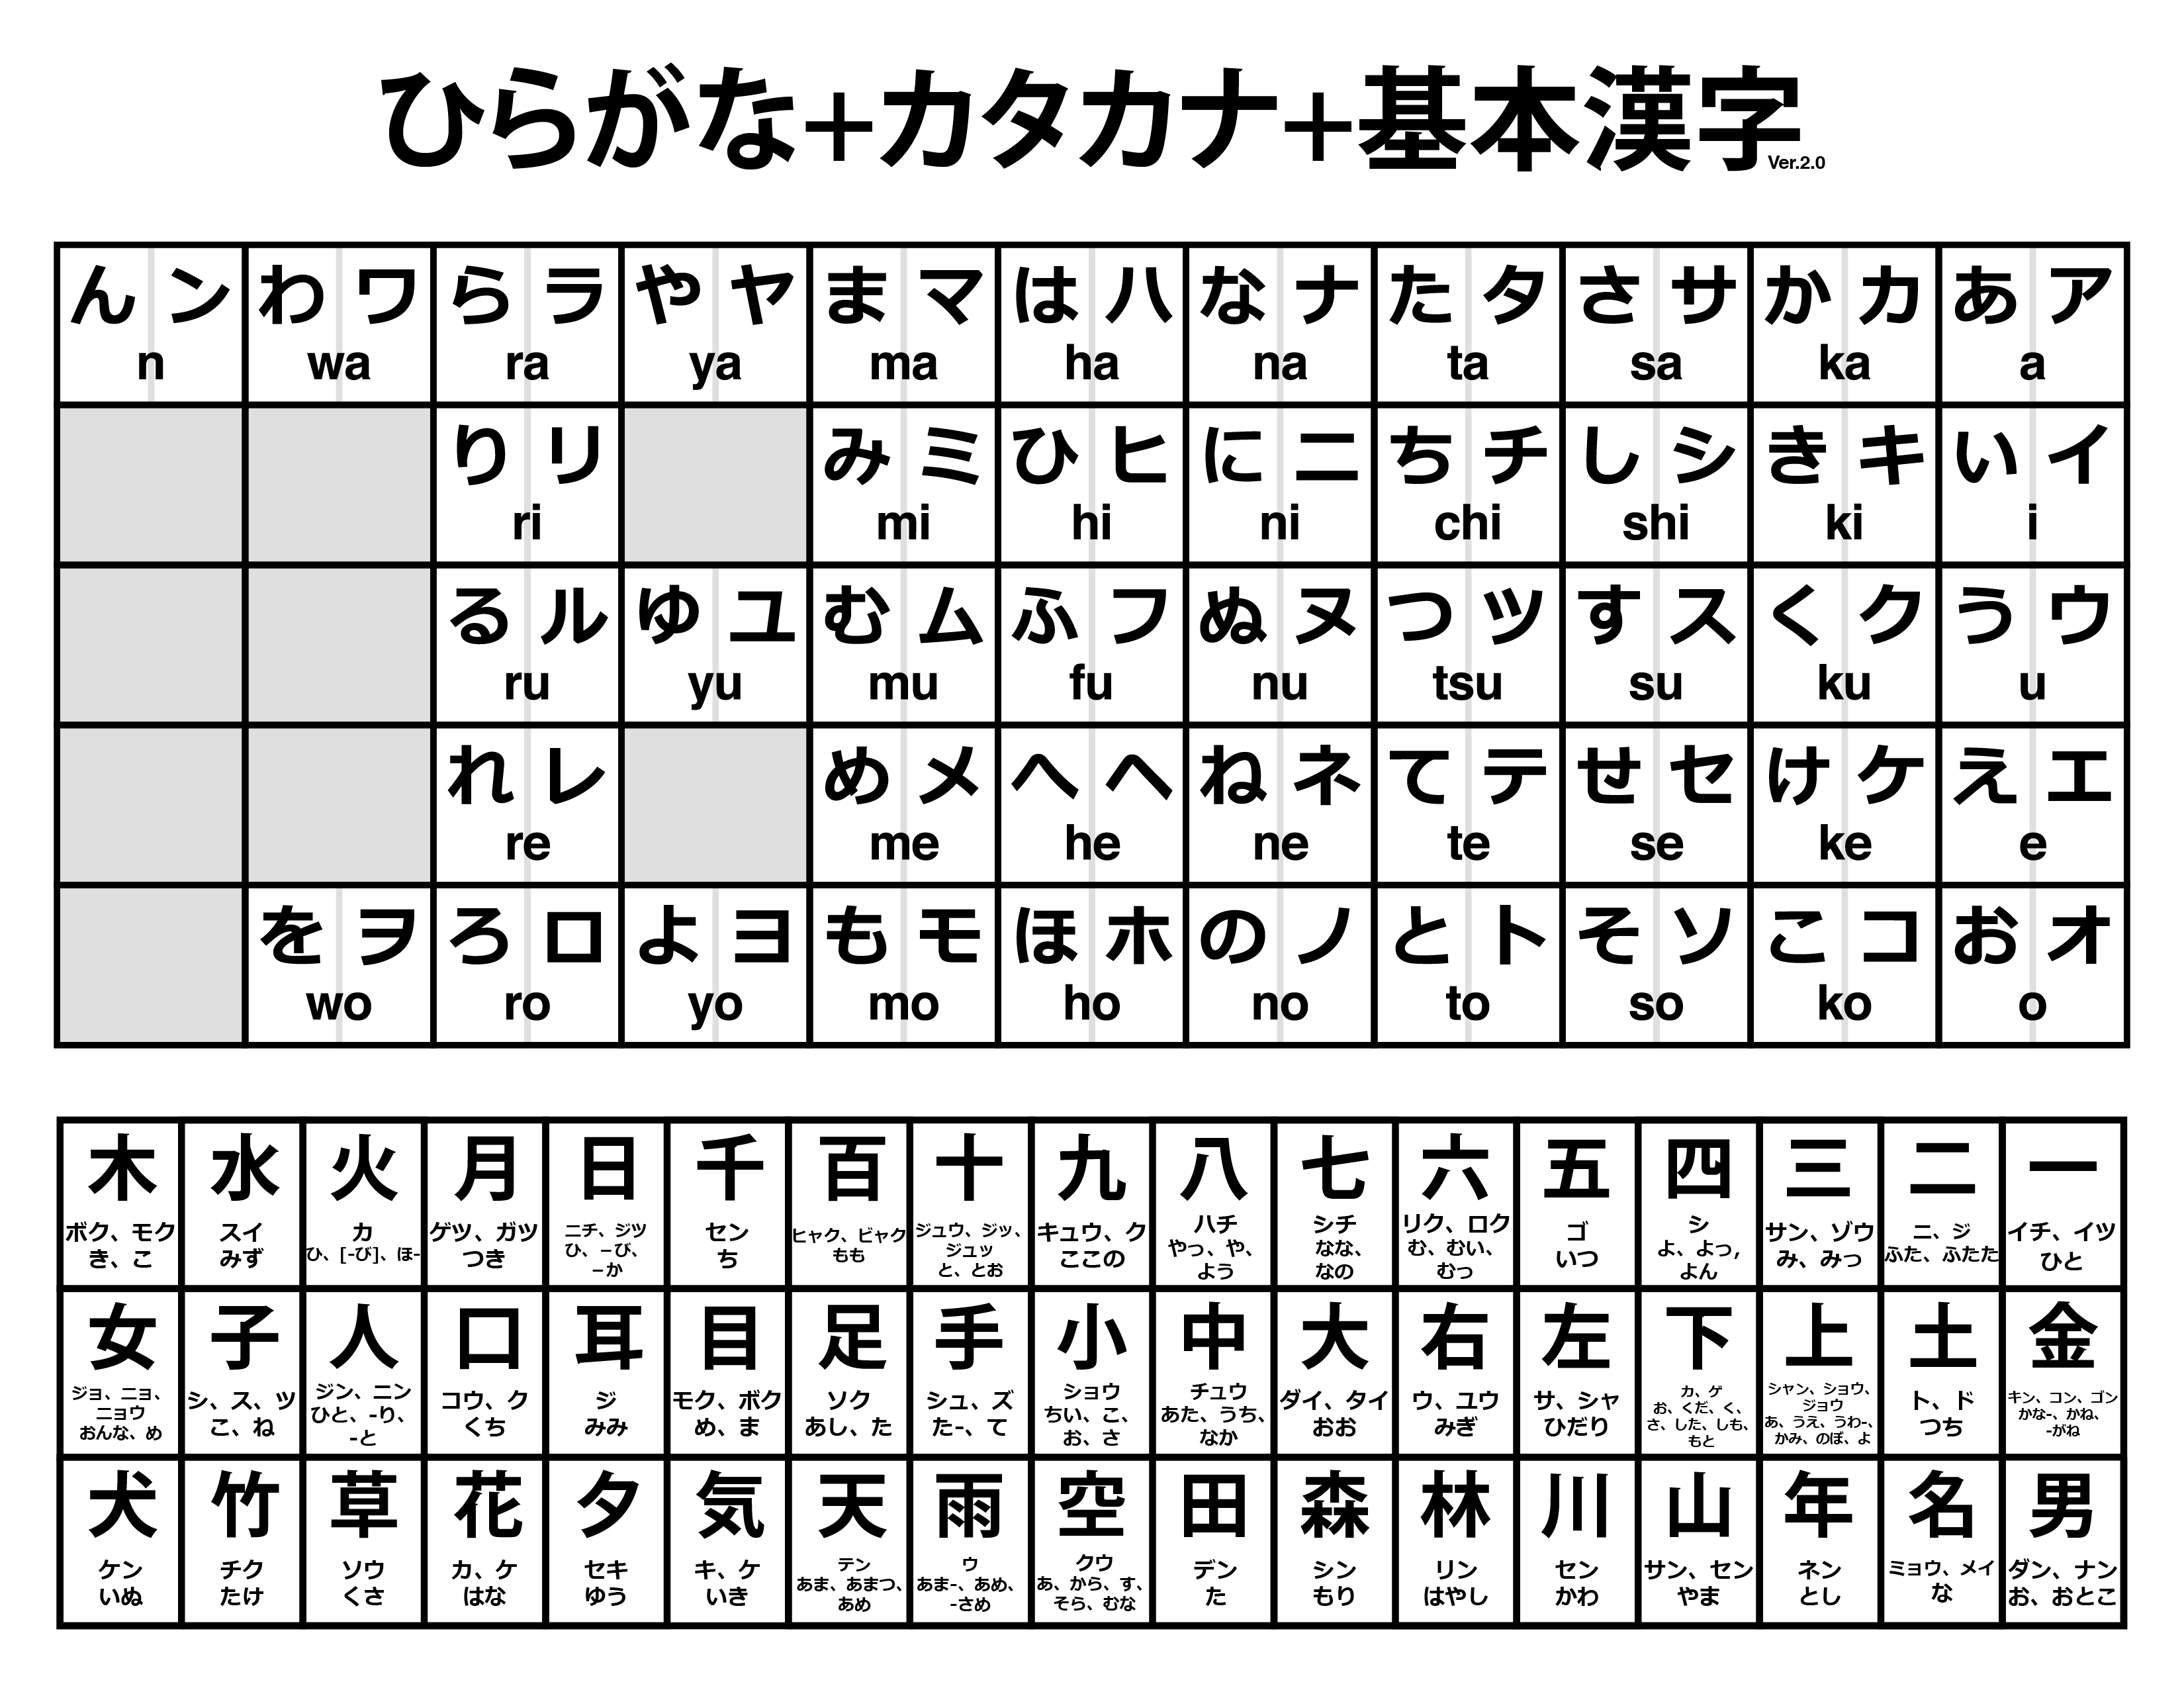 ひらがな+カタカナ+基本漢字 Ver.2.0
ん ン わ ワ ら ラ や ヤ ま マ は ハ な ナ た タ さ サ か カ あ ア
n wa ra ya ma ha na ta sa ka a
り リ み ミ ひ ヒ に ニ ち チ し シ き キ い イ
ri mi hi ni chi shi ki i
る ル ゆ ユ む ム ふ フ ぬ ヌ つ ツ す ス く ク う ウ
ru yu mu fu nu tsu su ku u
れ レ め メ へ ヘ ね ネ て テ せ セ け ケ え エ
re me he ne te se ke e
を ヲ ろ ロ よ ヨ も モ ほ ホ の ノ と ト そ ソ こ コ お オ
wo ro yo mo ho no to so ko o
木
ボク、モク
き、こ
水
スイ
みず
火
カ
ひ、[-び]、ほ-
月
ゲツ、ガツ
つき
日
ニチ、ジツ
ひ、−び、
−か
千
セン
ち
百
ヒャク、ビャク
もも
十
ジュウ、ジッ、
ジュッ
と、とお
九
キュウ、ク
ここの
八
ハチ
やっ、や、
よう
七
シチ
なな、
なの
六
リク、ロク
む、むい、
むっ
五
ゴ
いつ
四
シ
よ、よっ,
よん
三
サン、ゾウ
み、みっ
二
ニ、ジ
ふた、ふたた
一
イチ、イツ
ひと
女
ジョ、ニョ、
ニョウ
おんな、め
子
シ、ス、ツ
こ、ね
人
ジン、ニン
ひと、-り、
-と
口
コウ、ク
くち
耳
ジ
みみ
目
モク、ボク
め、ま
足
ソク
あし、た
手
シュ、ズ
た-、て
小
ショウ
ちい、こ、
お、さ
中
チュウ
あた、うち、
なか
大
ダイ、タイ
おお
右
ウ、ユウ
みぎ
左
サ、シャ
ひだり
下
カ、ゲ
お、くだ、く、
さ、した、しも、
もと
上
シャン、ショウ、
ジョウ
あ、うえ、うわ-、
かみ、のぼ、よ
土
ト、ド
つち
金
キン、コン、ゴン
かな-、かね、
-がね
犬
ケン
いぬ
竹
チク
たけ
草
ソウ
くさ
花
カ、ケ
はな
夕
セキ
ゆう
気
キ、ケ
いき
天
テン
あま、あまつ、
あめ
雨
ウ
あま-、あめ、
-さめ
空
クウ
あ、から、す、
そら、むな
田
デン
た
森
シン
もり
林
リン
はやし
川
セン
かわ
山
サン、セン
やま
年
ネン
とし
名
ミョウ、メイ
な
男
ダン、ナン
お、おとこ